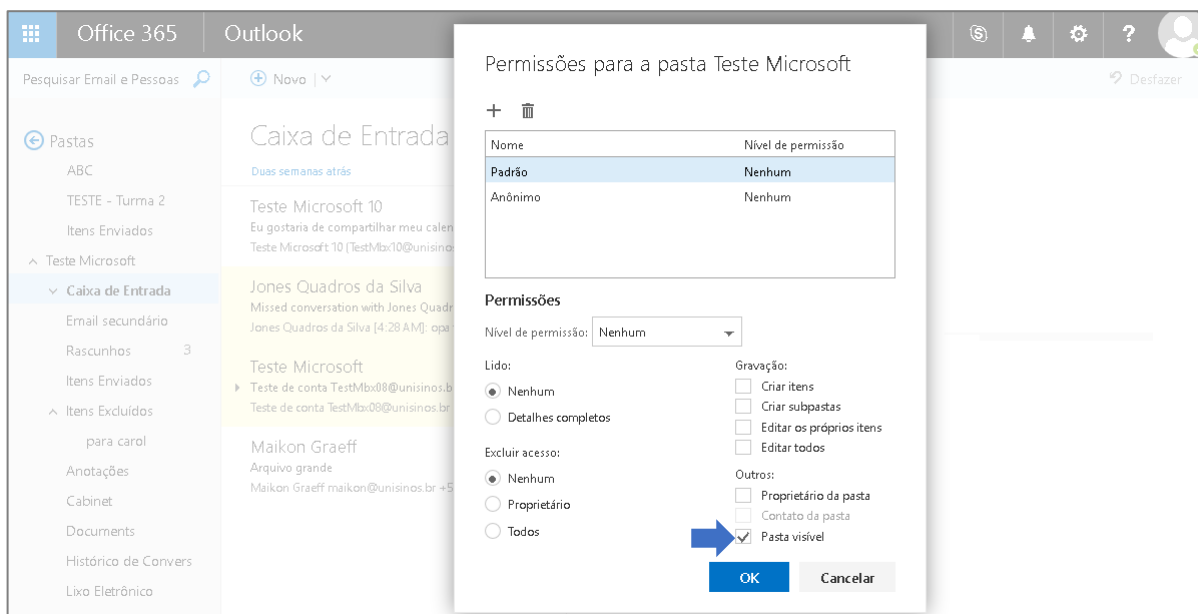 Office 365
Outlook
?
Pesquisar Email e Pessoas
Novo
Desfazer
Pastas
ABC
TESTE - Turma 2
Itens Enviados
Teste Microsoft
Caixa de Entrada
Email secundário
Rascunhos 3
Itens Enviados
Itens Excluídos
para carol
Anotações
Cabinet
Documents
Histórico de Convers
Lixo Eletrônico
Caixa de Entrada
Duas semanas atrás
Teste Microsoft 10
Eu gostaria de compartilhar meu calen
Teste Microsoft 10 [TestMbx10@unisino
Jones Quadros da Silva
Missed conversation with Jones Quadr
Jones Quadros da Silva [4:28 AM]: opa
Teste Microsoft
Teste de conta TestMbx08@unisinos.b
Teste de conta TestMbx08@unisinos.br
Maikon Graeff
Arquivo grande
Maikon Graeff maikon@unisinos.br +5
Permissões para a pasta Teste Microsoft
Nome Nível de permissão
Padrão Nenhum
Anônimo Nenhum
Permissões
Nível de permissão: Nenhum
Lido:
Nenhum
Detalhes completos
Excluir acesso:
Nenhum
Proprietário
Todos
Gravação:
Criar itens
Criar subpastas
Editar os próprios itens
Editar todos
Outros:
Proprietário da pasta
Contato da pasta
Pasta visível
OK Cancelar